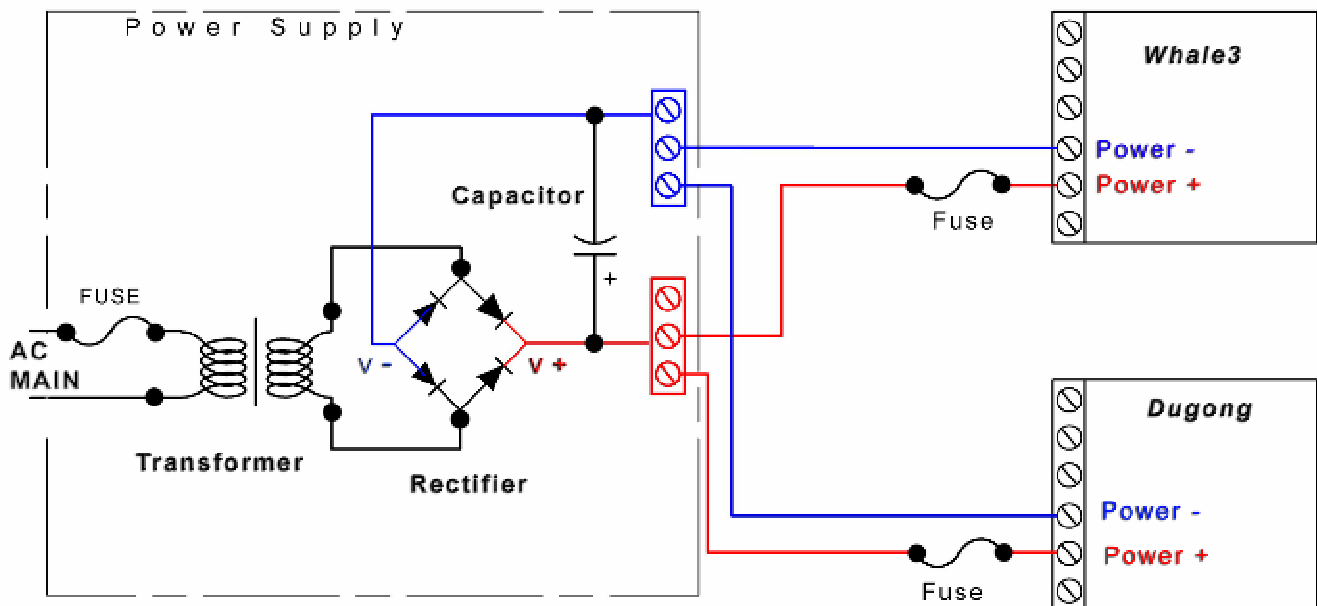 Power Supply
Whale3
Power -
Power +
Capacitor
Fuse
+
FUSE
AC
MAIN
V -
V +
Transformer
Rectifier
Dugong
Power -
Power +
Fuse